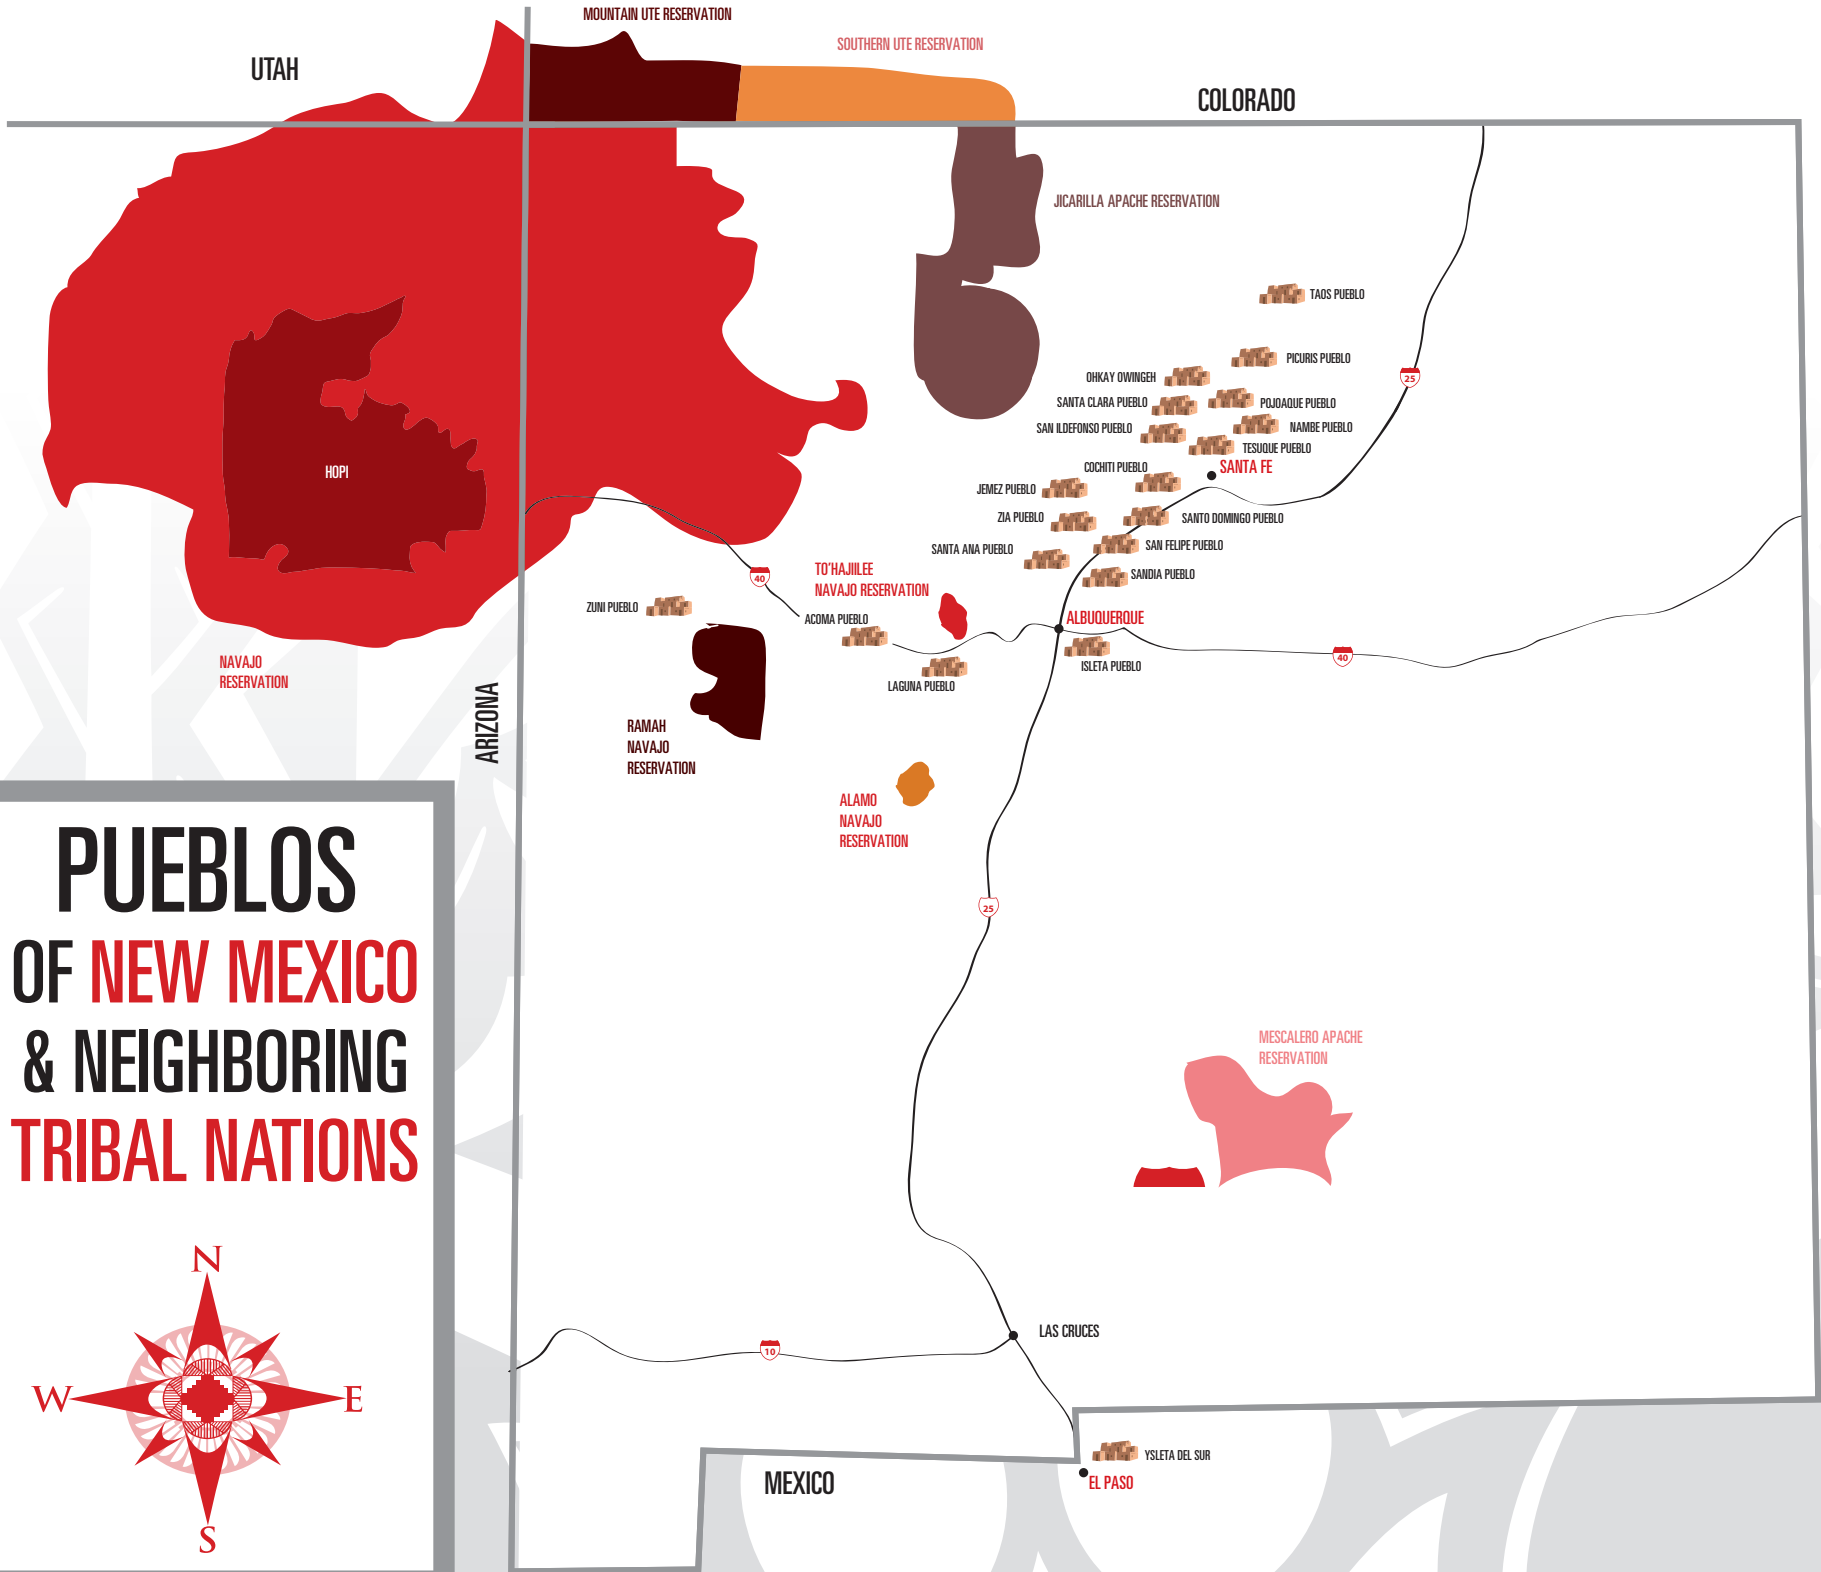 MOUNTAIN UTE RESERVATION
SOUTHERN UTE RESERVATION
UTAH
COLORADO
JICARILLA APACHE RESERVATION
TAOS PUEBLO
PICURIS PUEBLO
OHKAY OWINGEH
25
SANTA CLARA PUEBLO
POJOAQUE PUEBLO
SAN ILDEFONSO PUEBLO
NAMBE PUEBLO
TESUQUE PUEBLO
COCHITI PUEBLO
SANTA FE
HOPI
JEMEZ PUEBLO
ZIA PUEBLO
SANTO DOMINGO PUEBLO
SANTA ANA PUEBLO
SAN FELIPE PUEBLO
TO'HAJIILEE
NAVAJO RESERVATION
40
SANDIA PUEBLO
ZUNI PUEBLO
ACOMA PUEBLO
ALBUQUERQUE
40
ISLETA PUEBLO
LAGUNA PUEBLO
NAVAJO
RESERVATION
ARIZONA
RAMAH
NAVAJO
RESERVATION
ALAMO
NAVAJO
RESERVATION
25
PUEBLOS
OF NEW MEXICO
& NEIGHBORING
TRIBAL NATIONS
MESCALERO APACHE
RESERVATION
N
W
E
S
LAS CRUCES
10
YSLETA DEL SUR
EL PASO
MEXICO